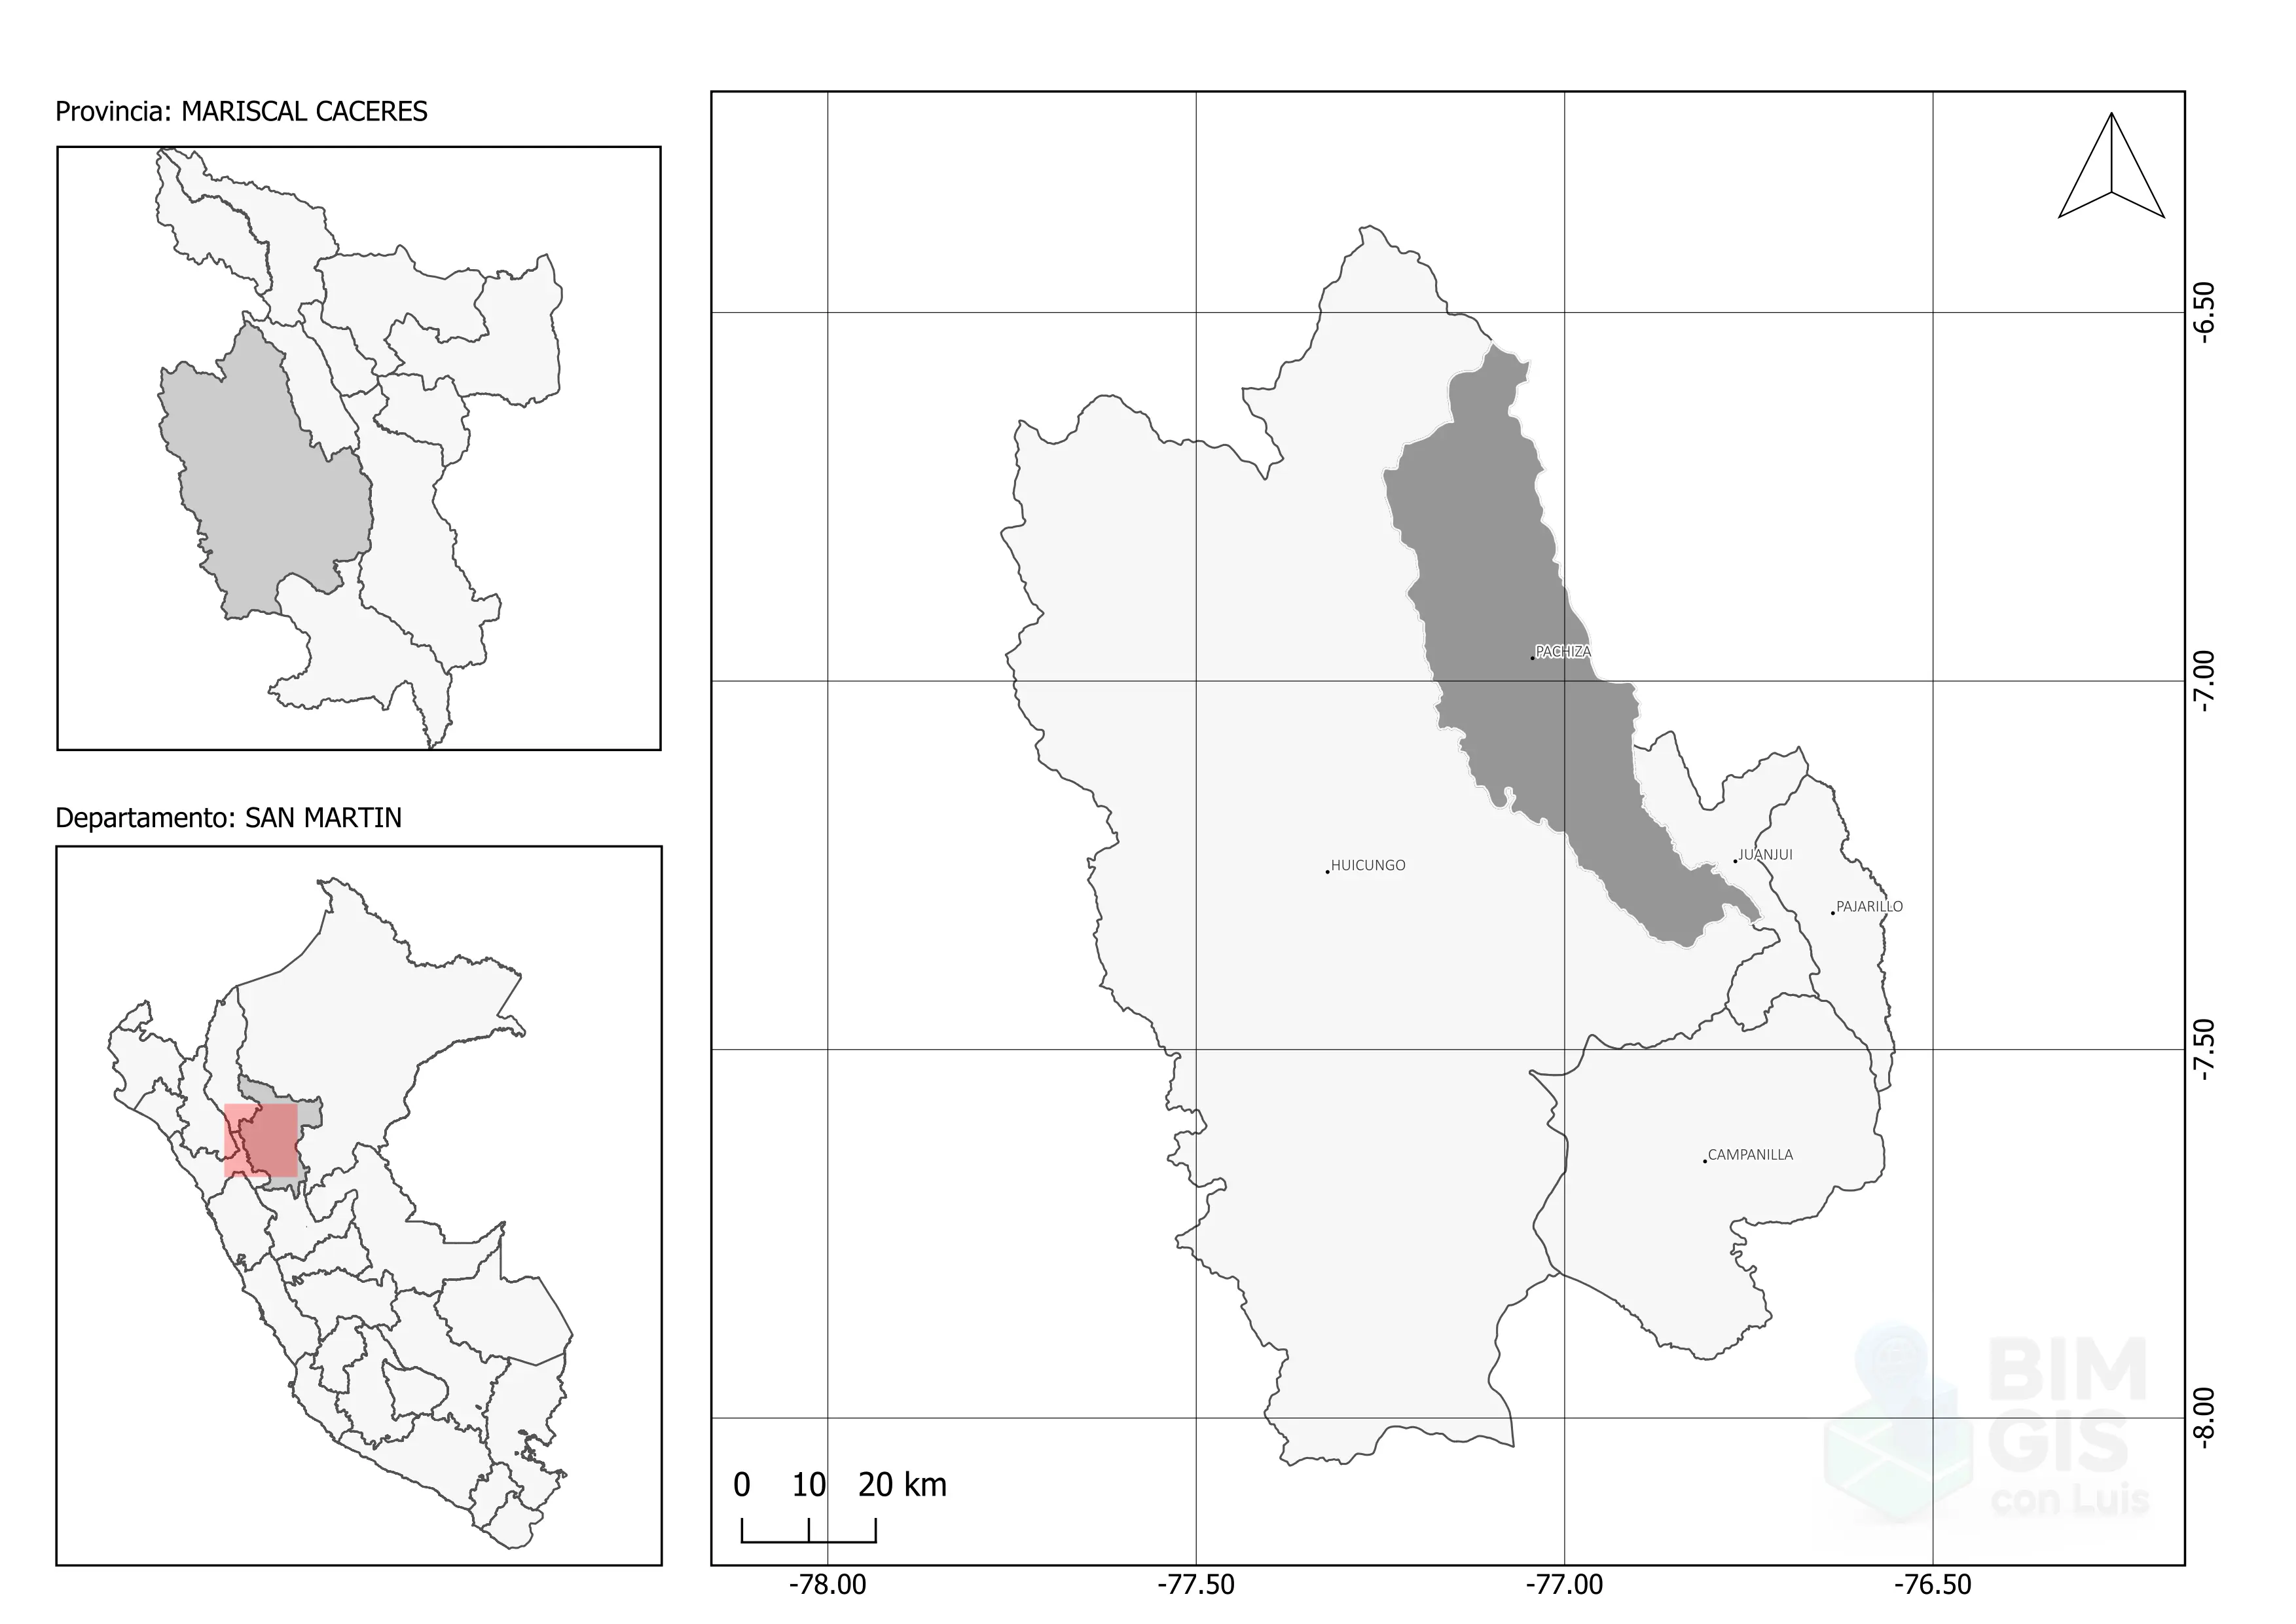 Provincia: MARISCAL CACERES
Departamento: SAN MARTIN
PACHIZA
JUANJUI
HUICUNGO
PAJARILLO
CAMPANILLA
-6.50
-7.00
-7.50
-8.00
0 10 20 km
-78.00 -77.50 -77.00 -76.50
BIM
GIS
con Luis